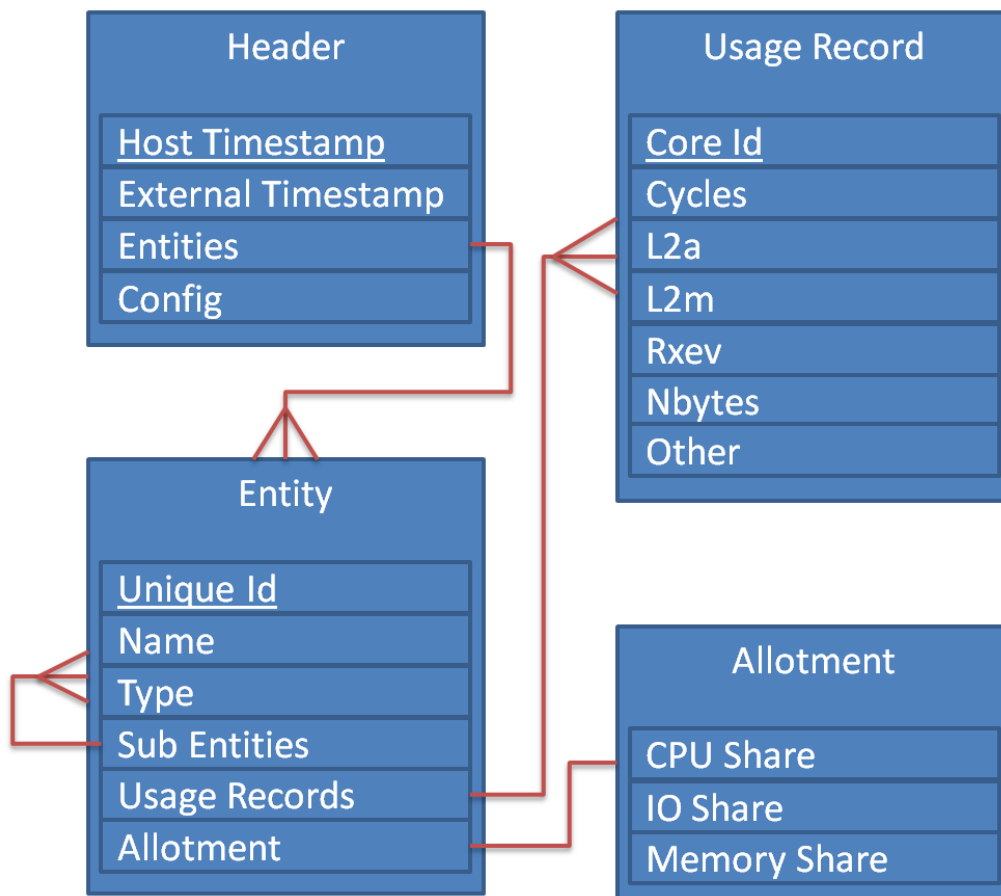 Header
Host Timestamp
External Timestamp
Entities
Config
Usage Record
Core Id
Cycles
L2a
L2m
Rxev
Nbytes
Other
Entity
Unique Id
Name
Type
Sub Entities
Usage Records
Allotment
Allotment
CPU Share
IO Share
Memory Share